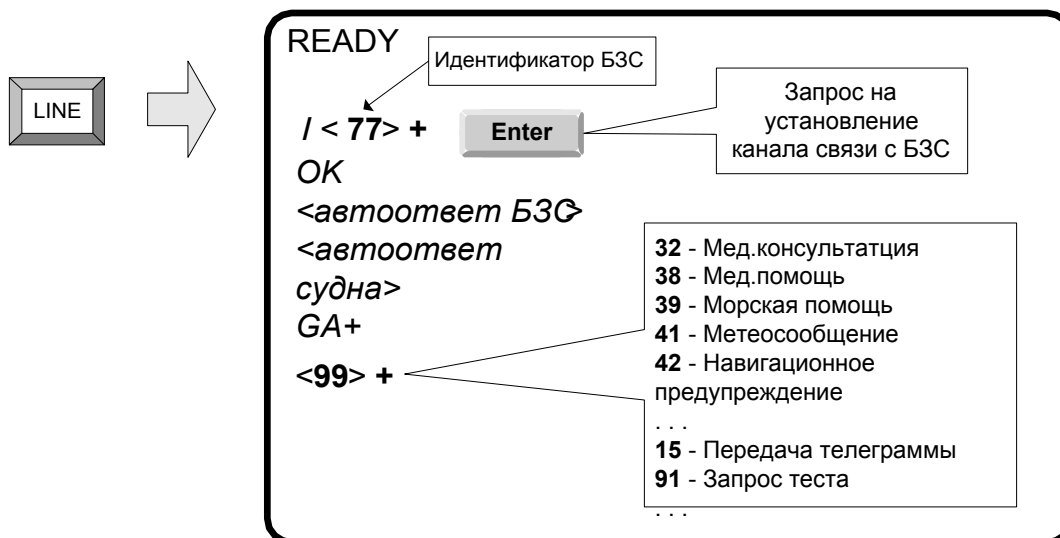 LINE
READY
Идентификатор БЗС
/ < 77> +
Enter
Запрос на
установление
канала связи с БЗС
OK
<автоответ БЗС>
<автоответ
судна>
GA+
<99> +
32 - Мед.консультатция
38 - Мед.помощь
39 - Морская помощь
41 - Метеосообщение
42 - Навигационное
предупреждение
. . .
15 - Передача телеграммы
91 - Запрос теста
. . .